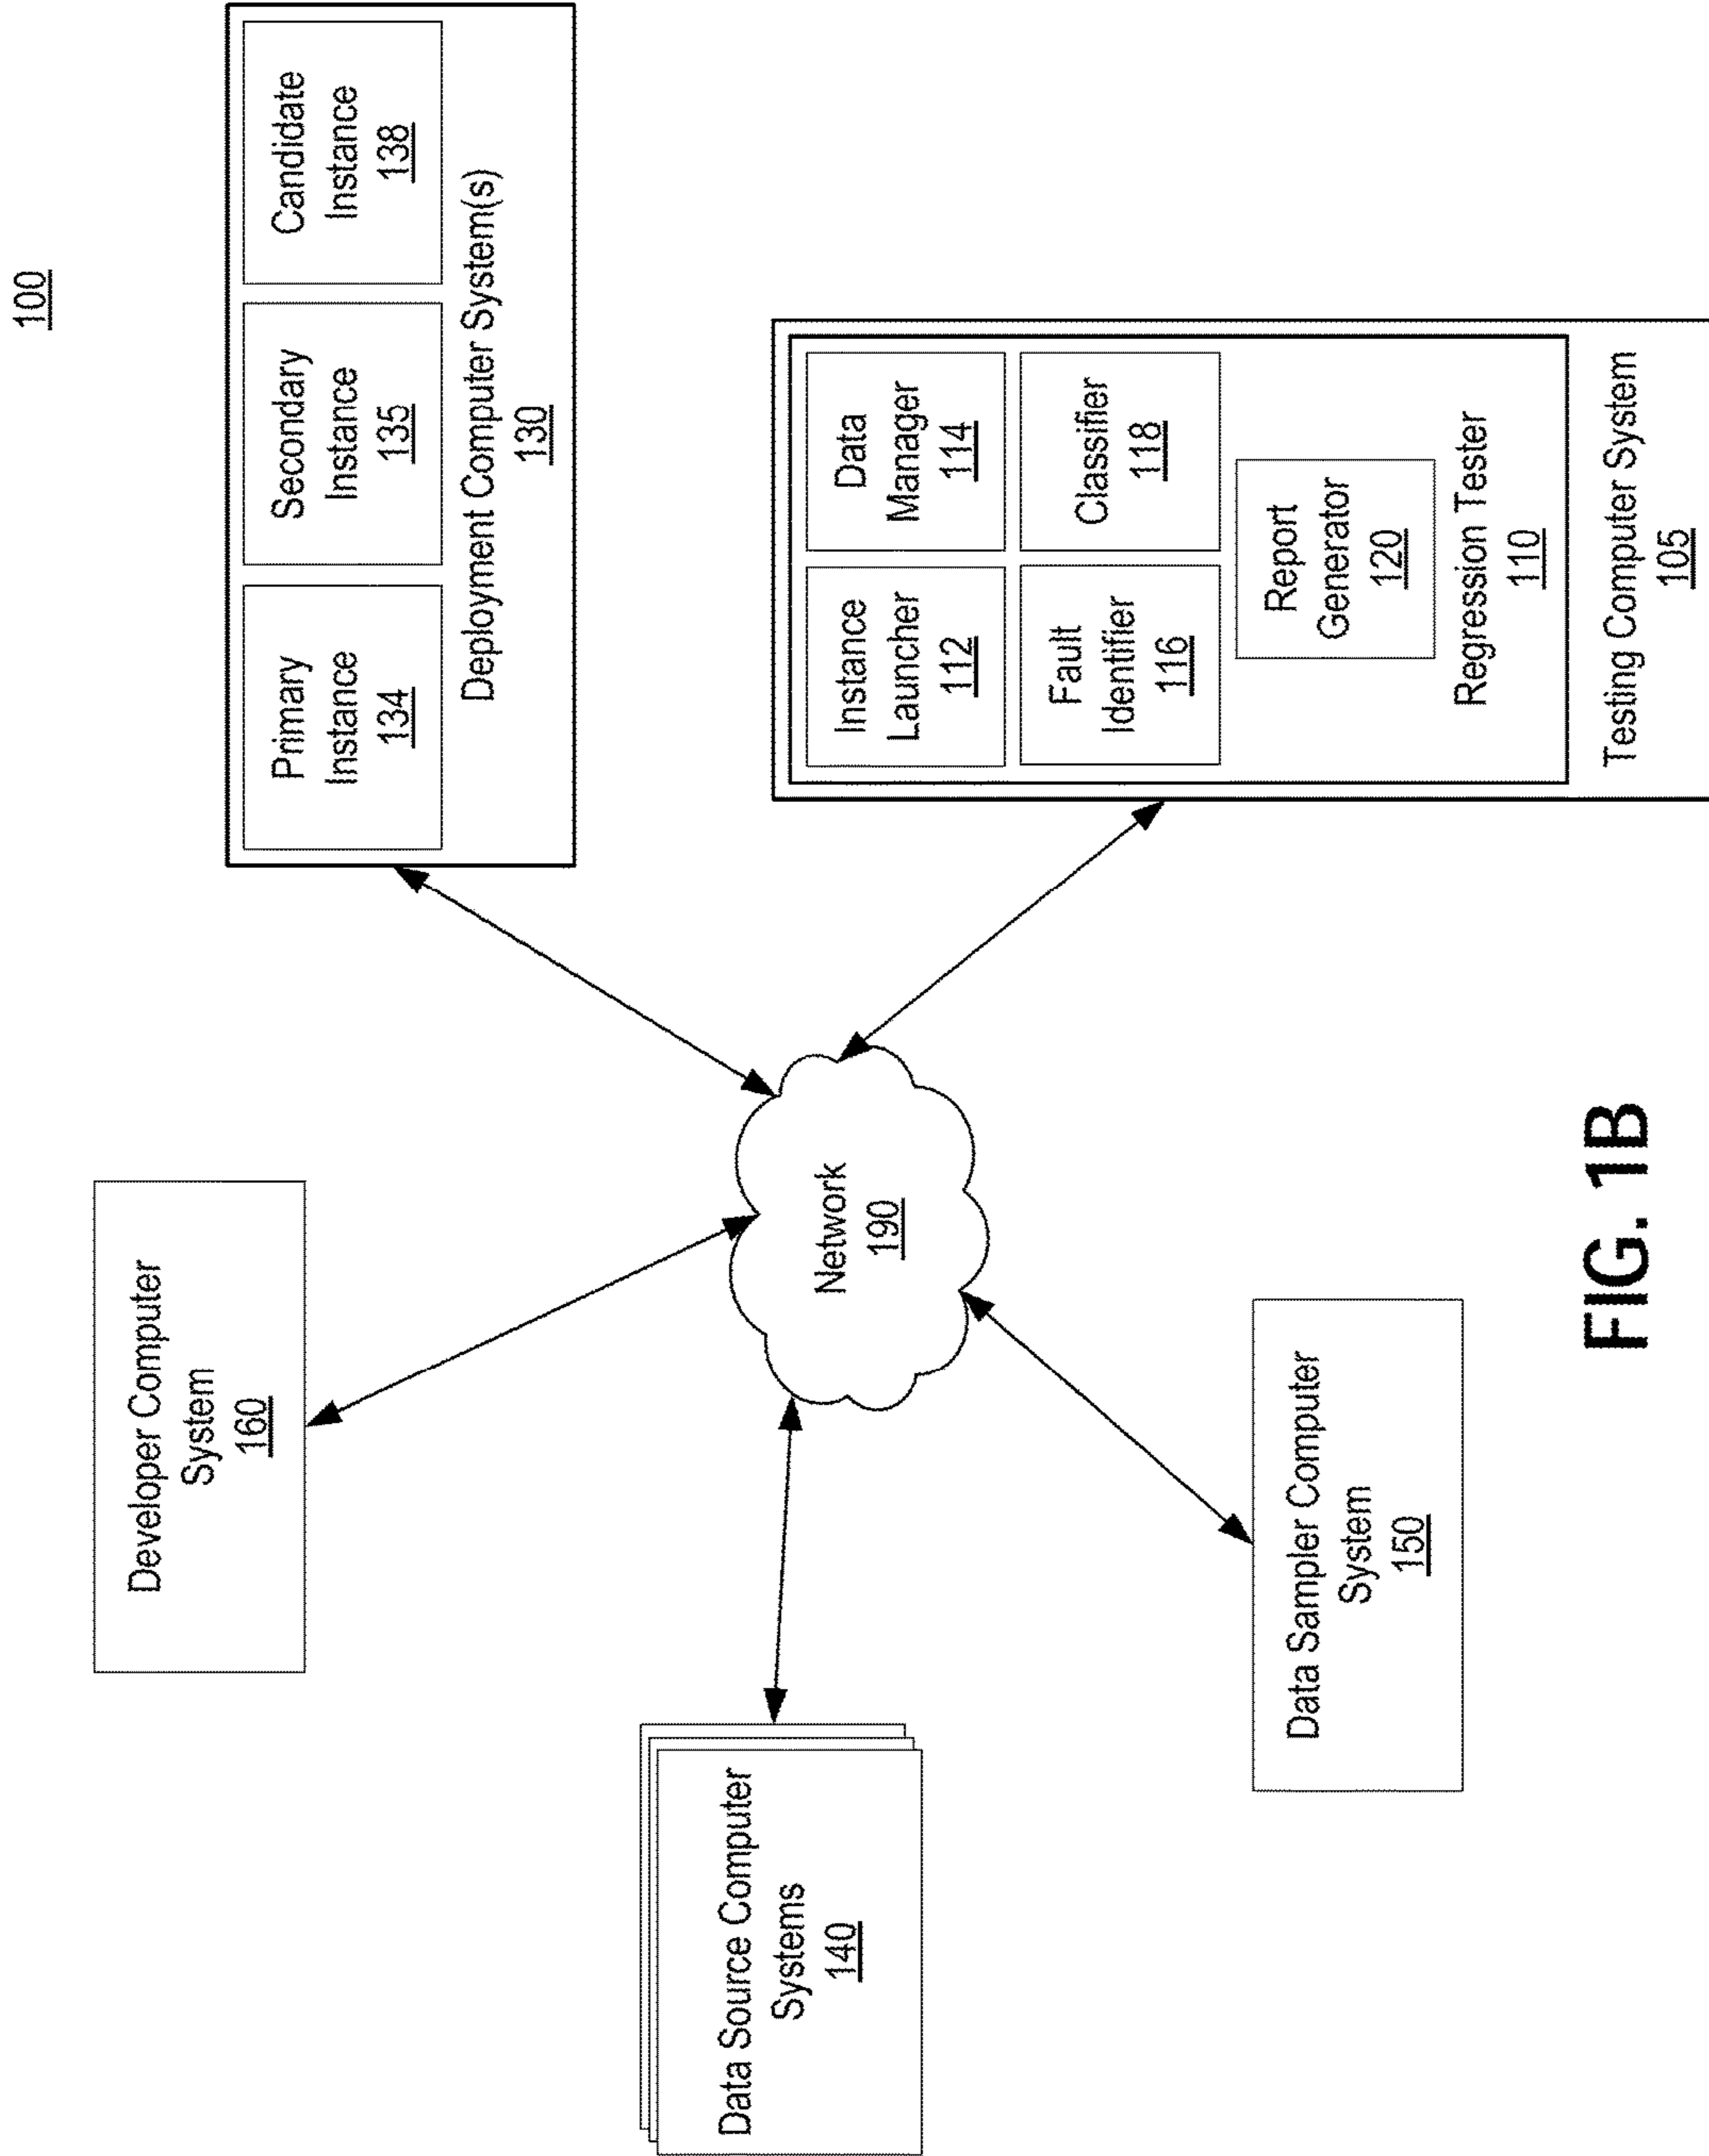 100
Developer Computer
System
160
Primary
Instance
134
Secondary
Instance
135
Candidate
Instance
138
Deployment Computer System(s)
130
Data Source Computer
Systems
140
Network
190
Instance
Launcher
112
Data
Manager
114
Fault
Identifier
116
Classifier
118
Report
Generator
120
Regression Tester
110
Testing Computer System
105
Data Sampler Computer
System
150
FIG. 1B